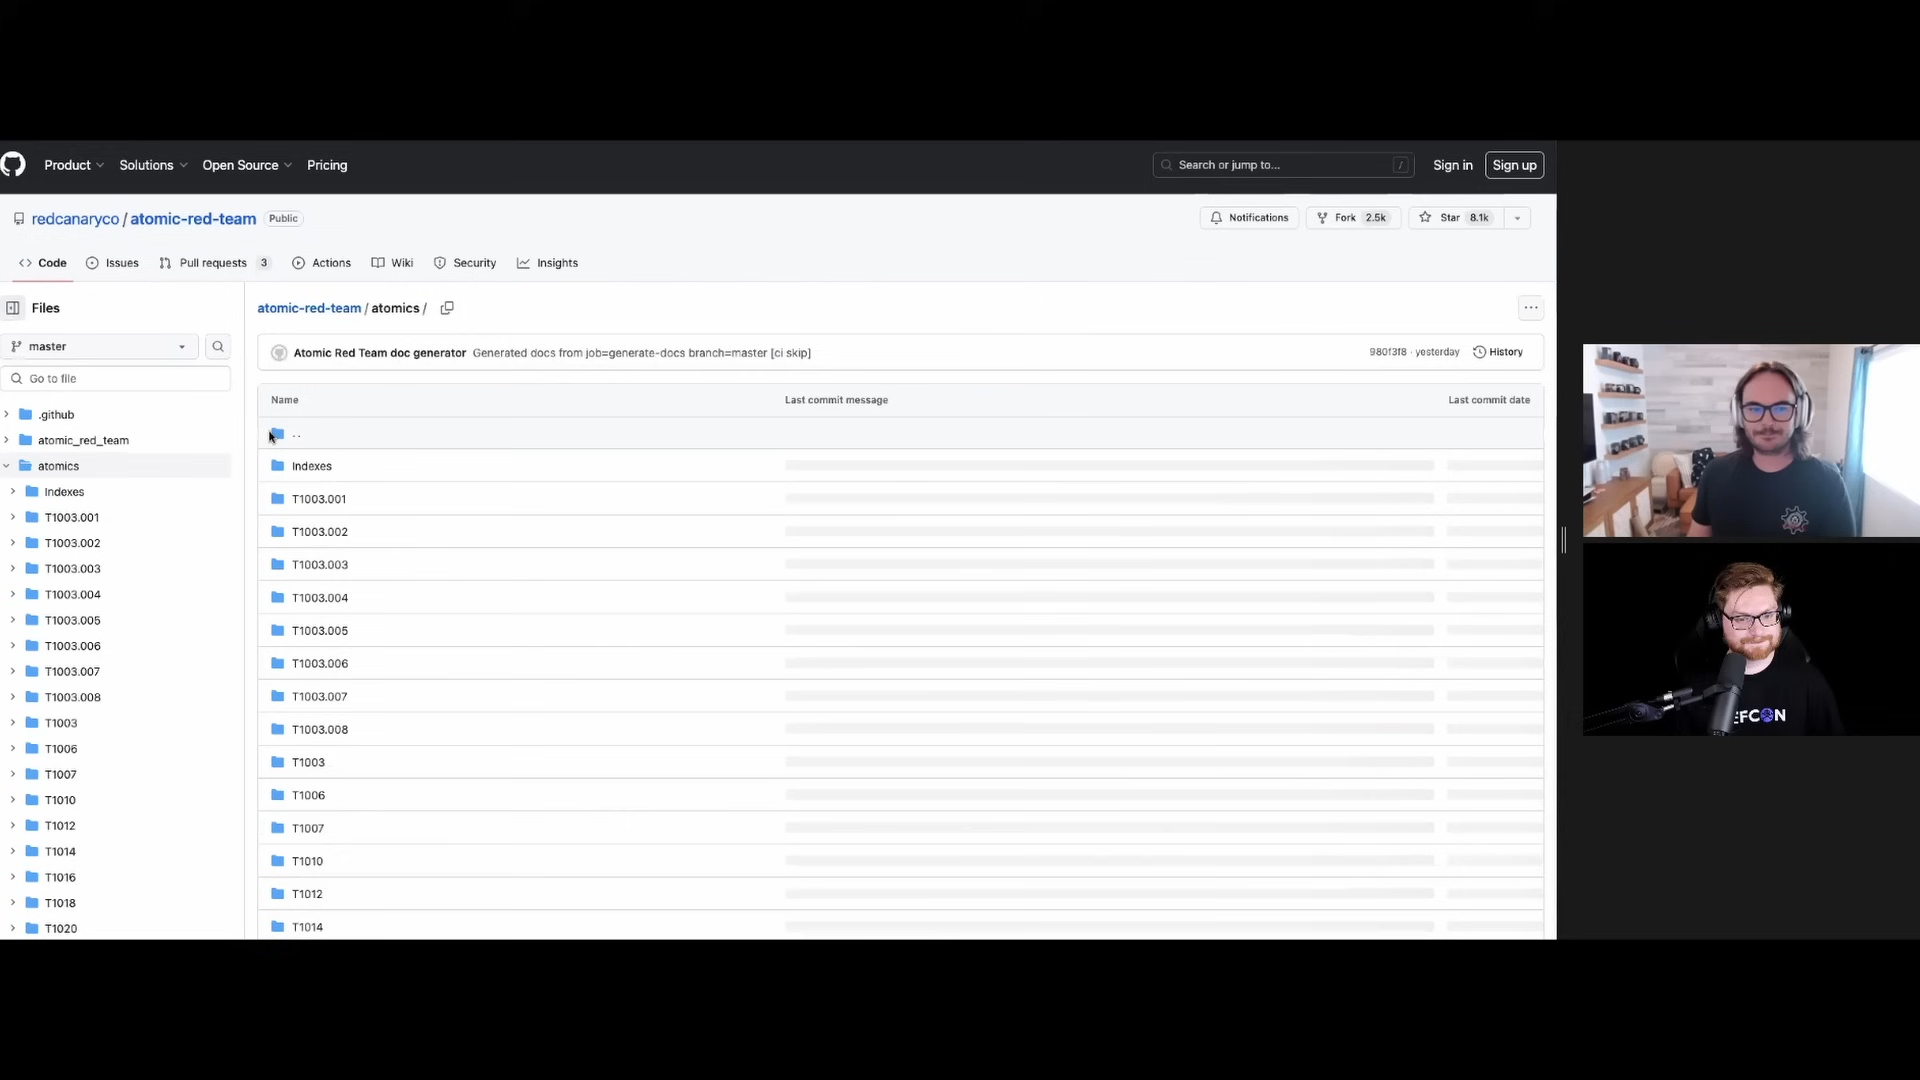 Product Solutions Open Source Pricing Search or jump to... / Sign in Sign up
redcanaryco / atomic-red-team Public Notifications Fork 2.5k Star 8.1k
Code Issues Pull requests 3 Actions Wiki Security Insights
Files
master
Go to file
.github
atomic_red_team
atomics
Indexes
T1003.001
T1003.002
T1003.003
T1003.004
T1003.005
T1003.006
T1003.007
T1003.008
T1003
T1006
T1007
T1010
T1012
T1014
T1016
T1018
T1020
atomic-red-team / atomics /
Atomic Red Team doc generator Generated docs from job=generate-docs branch=master [ci skip] 980f3f8 · yesterday History
Name Last commit message Last commit date
..
Indexes
T1003.001
T1003.002
T1003.003
T1003.004
T1003.005
T1003.006
T1003.007
T1003.008
T1003
T1006
T1007
T1010
T1012
T1014
EFCON